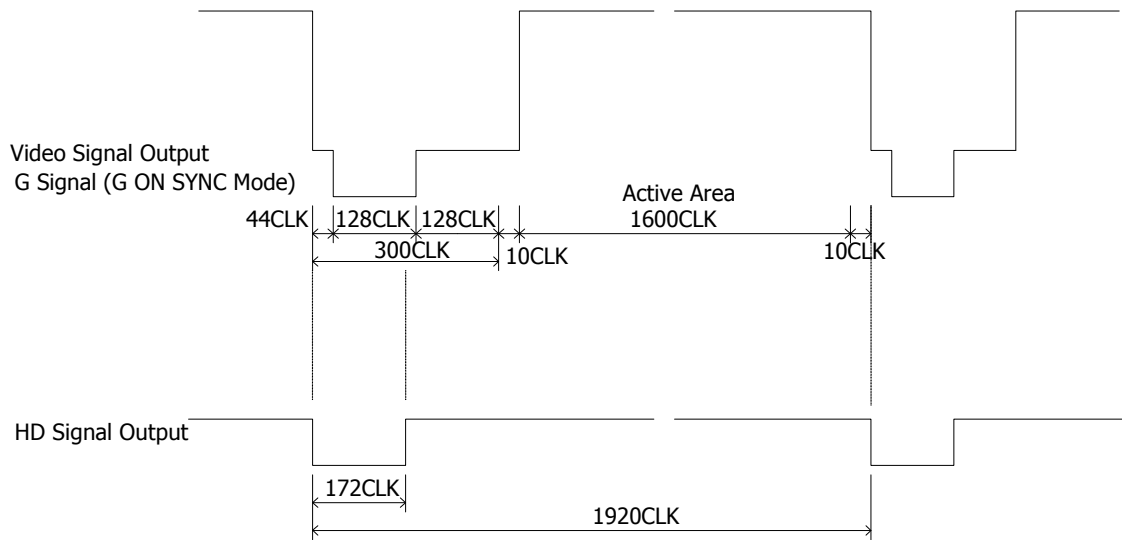 Video Signal Output
G Signal (G ON SYNC Mode)
Active Area
44CLK 128CLK 128CLK 1600CLK
300CLK 10CLK 10CLK
HD Signal Output
172CLK
1920CLK